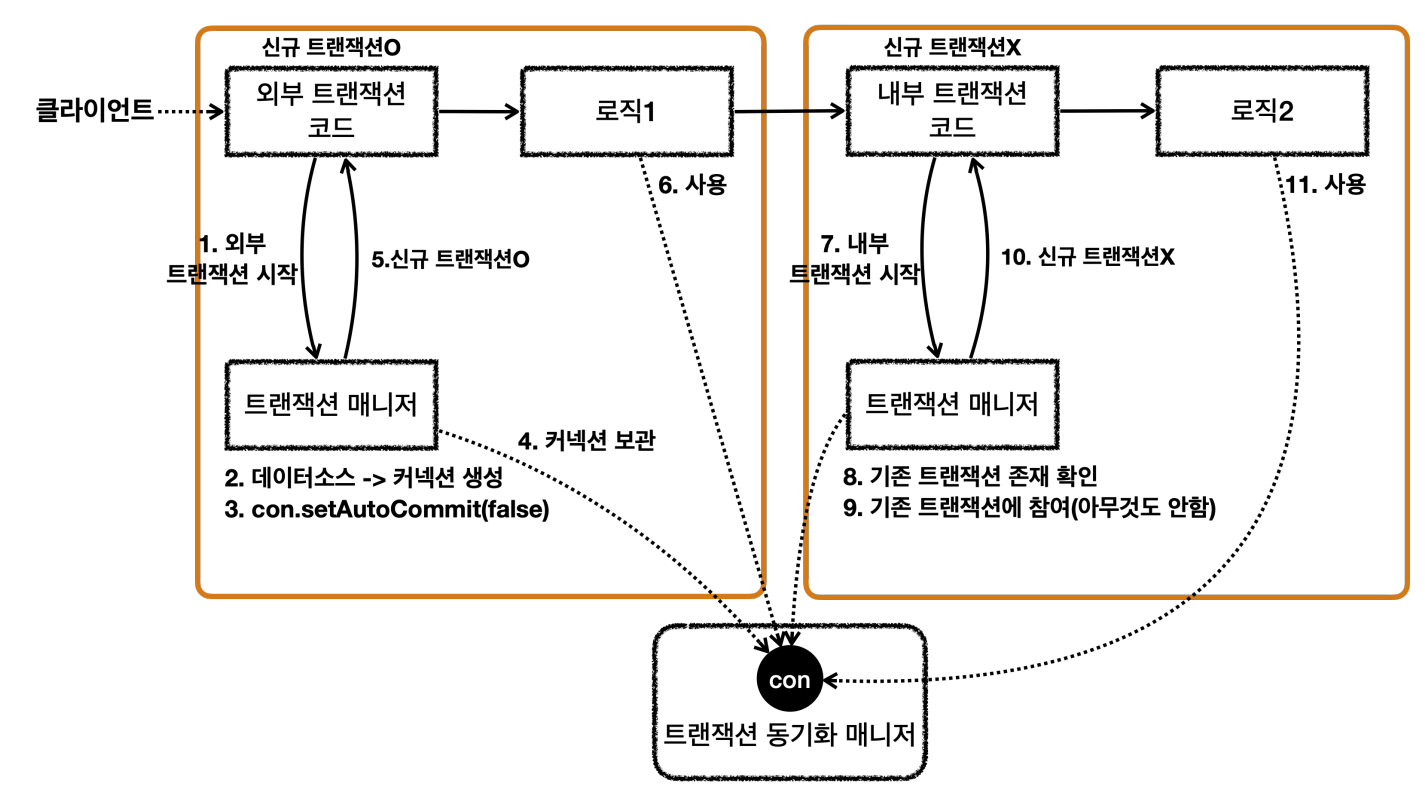 신규 트랜잭션O
클라이언트
외부 트랜잭션
코드
로직1
1. 외부
트랜잭션 시작
5.신규 트랜잭션O
6. 사용
트랜잭션 매니저
2. 데이터소스 -> 커넥션 생성
3. con.setAutoCommit(false)
4. 커넥션 보관
신규 트랜잭션X
내부 트랜잭션
코드
로직2
7. 내부
트랜잭션 시작
10. 신규 트랜잭션X
11. 사용
트랜잭션 매니저
8. 기존 트랜잭션 존재 확인
9. 기존 트랜잭션에 참여(아무것도 안함)
con
트랜잭션 동기화 매니저